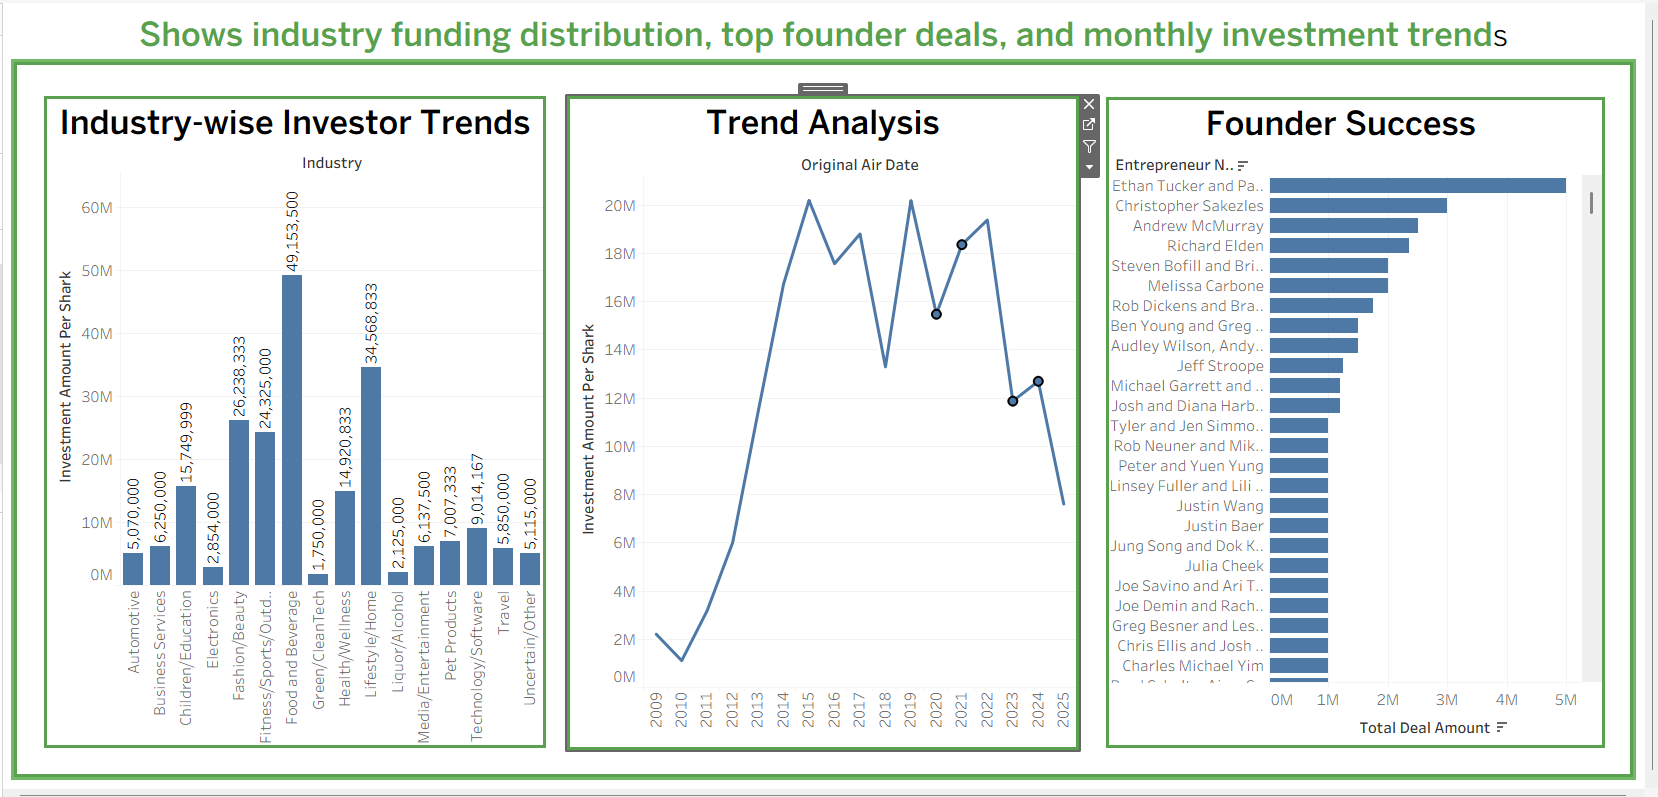 Shows industry funding distribution, top founder deals, and monthly investment trends
Industry-wise Investor Trends
Industry
Investment Amount Per Shark
60M
50M
40M
30M
20M
10M
0M
5,070,000
6,250,000
15,749,999
2,854,000
26,238,333
24,325,000
49,153,500
1,750,000
14,920,833
34,568,833
2,125,000
6,137,500
7,007,333
9,014,167
5,850,000
5,115,000
Automotive
Business Services
Children/Education
Electronics
Fashion/Beauty
Fitness/Sports/Outd..
Food and Beverage
Green/CleanTech
Health/Wellness
Lifestyle/Home
Liquor/Alcohol
Media/Entertainment
Pet Products
Technology/Software
Travel
Uncertain/Other
Trend Analysis
Original Air Date
Investment Amount Per Shark
20M
18M
16M
14M
12M
10M
8M
6M
4M
2M
0M
2009
2010
2011
2012
2013
2014
2015
2016
2017
2018
2019
2020
2021
2022
2023
2024
2025
Founder Success
Entrepreneur N..
Ethan Tucker and Pa..
Christopher Sakezles
Andrew McMurray
Richard Elden
Steven Bofill and Bri..
Melissa Carbone
Rob Dickens and Bra..
Ben Young and Greg ..
Audley Wilson, Andy..
Jeff Stroope
Michael Garrett and ..
Josh and Diana Harb..
Tyler and Jen Simmo..
Rob Neuner and Mik..
Peter and Yuen Yung
Linsey Fuller and Lili ..
Justin Wang
Justin Baer
Jung Song and Dok K..
Julia Cheek
Joe Savino and Ari T..
Joe Demin and Rach..
Greg Besner and Les..
Chris Ellis and Josh ..
Charles Michael Yim
0M 1M 2M 3M 4M 5M
Total Deal Amount